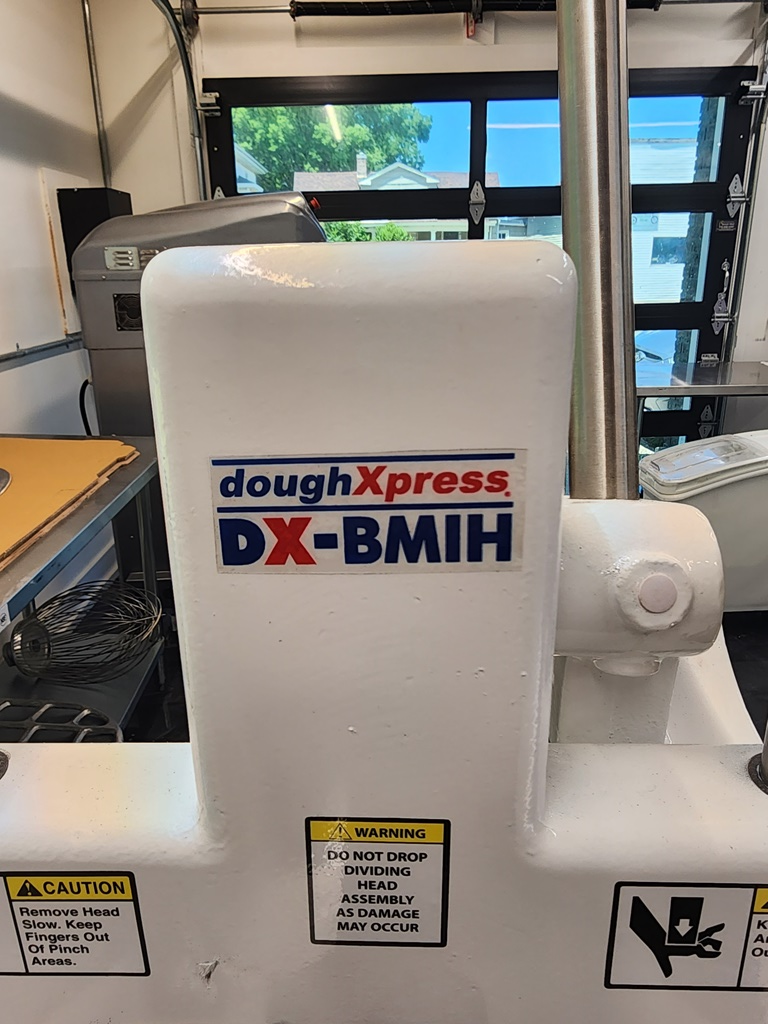 doughXpress
DX-BMIH
WARNING
DO NOT DROP
DIVIDING
HEAD
ASSEMBLY
AS DAMAGE
MAY OCCUR
CAUTION
Remove Head
Slow. Keep
Fingers Out
Of Pinch
Areas.